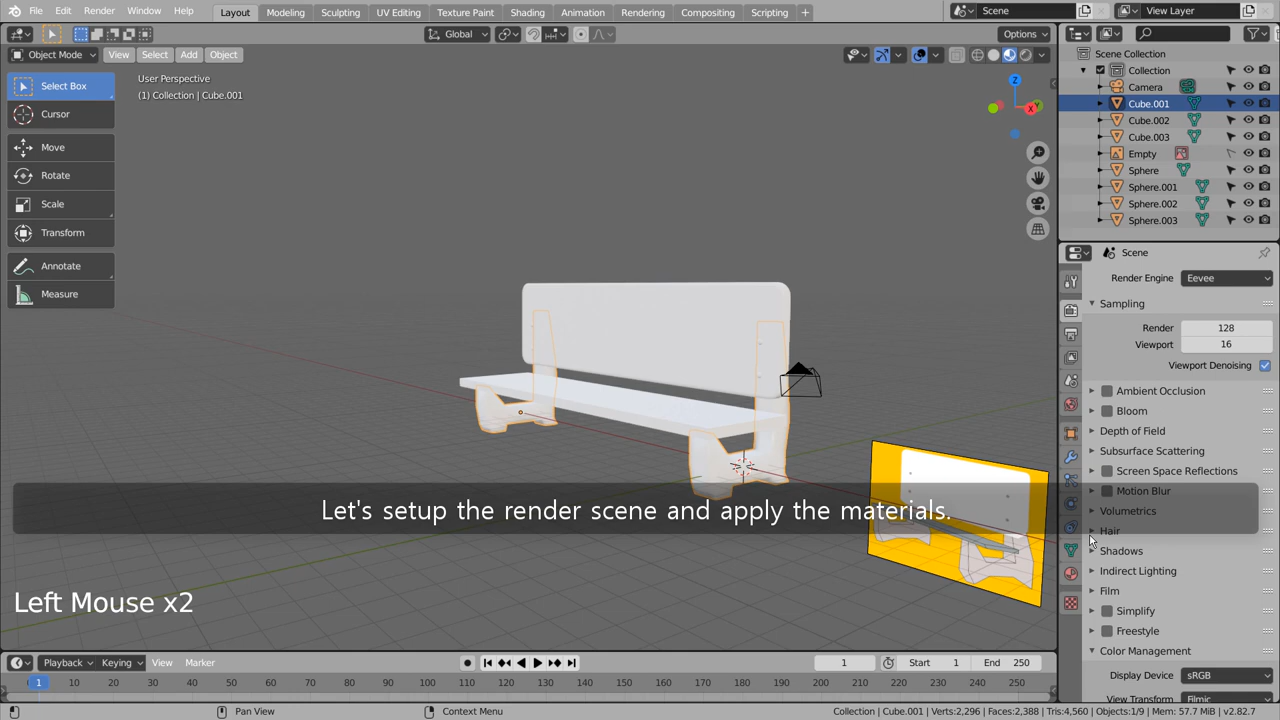 File Edit Render Window Help Layout Modeling Sculpting UV Editing Texture Paint Shading Animation Rendering Compositing Scripting + Scene View Layer
Global Options
Object Mode View Select Add Object
User Perspective
(1) Collection | Cube.001
Select Box
Cursor
Move
Rotate
Scale
Transform
Annotate
Measure
Z
X
Scene Collection
Collection
Camera
Cube.001
Cube.002
Cube.003
Empty
Sphere
Sphere.001
Sphere.002
Sphere.003
Scene
Render Engine Eevee
Sampling
Render 128
Viewport 16
Viewport Denoising
Ambient Occlusion
Bloom
Depth of Field
Subsurface Scattering
Screen Space Reflections
Motion Blur
Volumetrics
Hair
Shadows
Indirect Lighting
Film
Simplify
Freestyle
Color Management
Display Device sRGB
View Transform Filmic
Let's setup the render scene and apply the materials.
Left Mouse x2
Playback Keying View Marker 1 Start 1 End 250
1 10 20 30 40 50 60 70 80 90 100 110 120 130 140 150 160 170 180 190 200 210 220 230 240 250
Pan View Context Menu Collection | Cube.001 | Verts:2,296 | Faces:2,388 | Tris:4,560 | Objects:1/9 | Mem: 57.7 MiB | v2.82.7